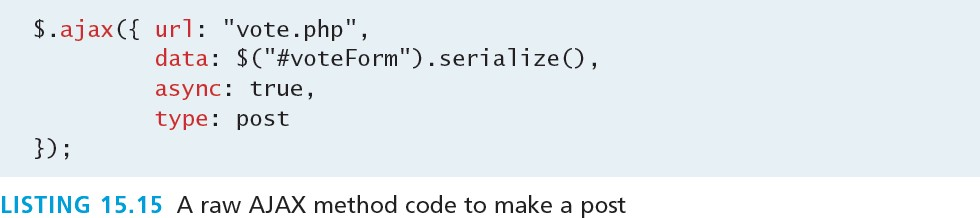 $.ajax({ url: "vote.php",
data: $("#voteForm").serialize(),
async: true,
type: post
});
LISTING 15.15 A raw AJAX method code to make a post